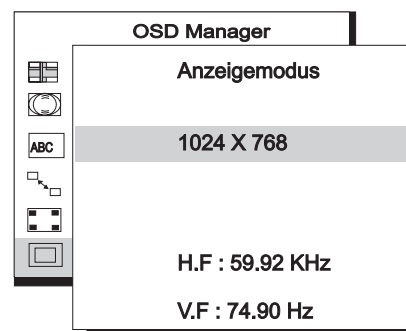 OSD Manager
Anzeigemodus
ABC
1024 X 768
H.F : 59.92 KHz
V.F : 74.90 Hz